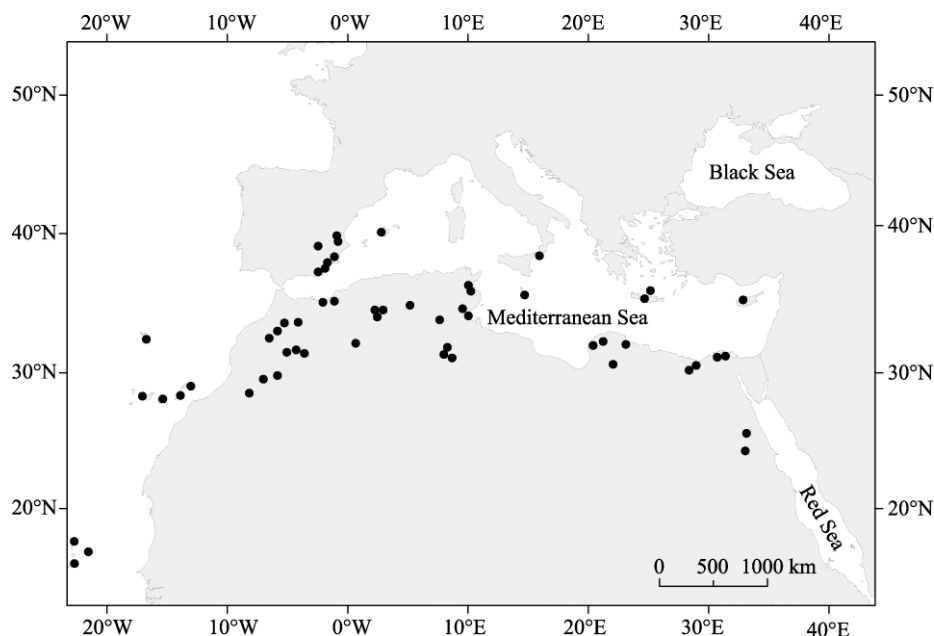 20°W 10°W 0°W 10°E 20°E 30°E 40°E
50°N 50°N
Black Sea
40°N 40°N
Mediterranean Sea
30°N 30°N
20°N 20°N
Red Sea
0 500 1000 km
20°W 10°W 0°W 10°E 20°E 30°E 40°E